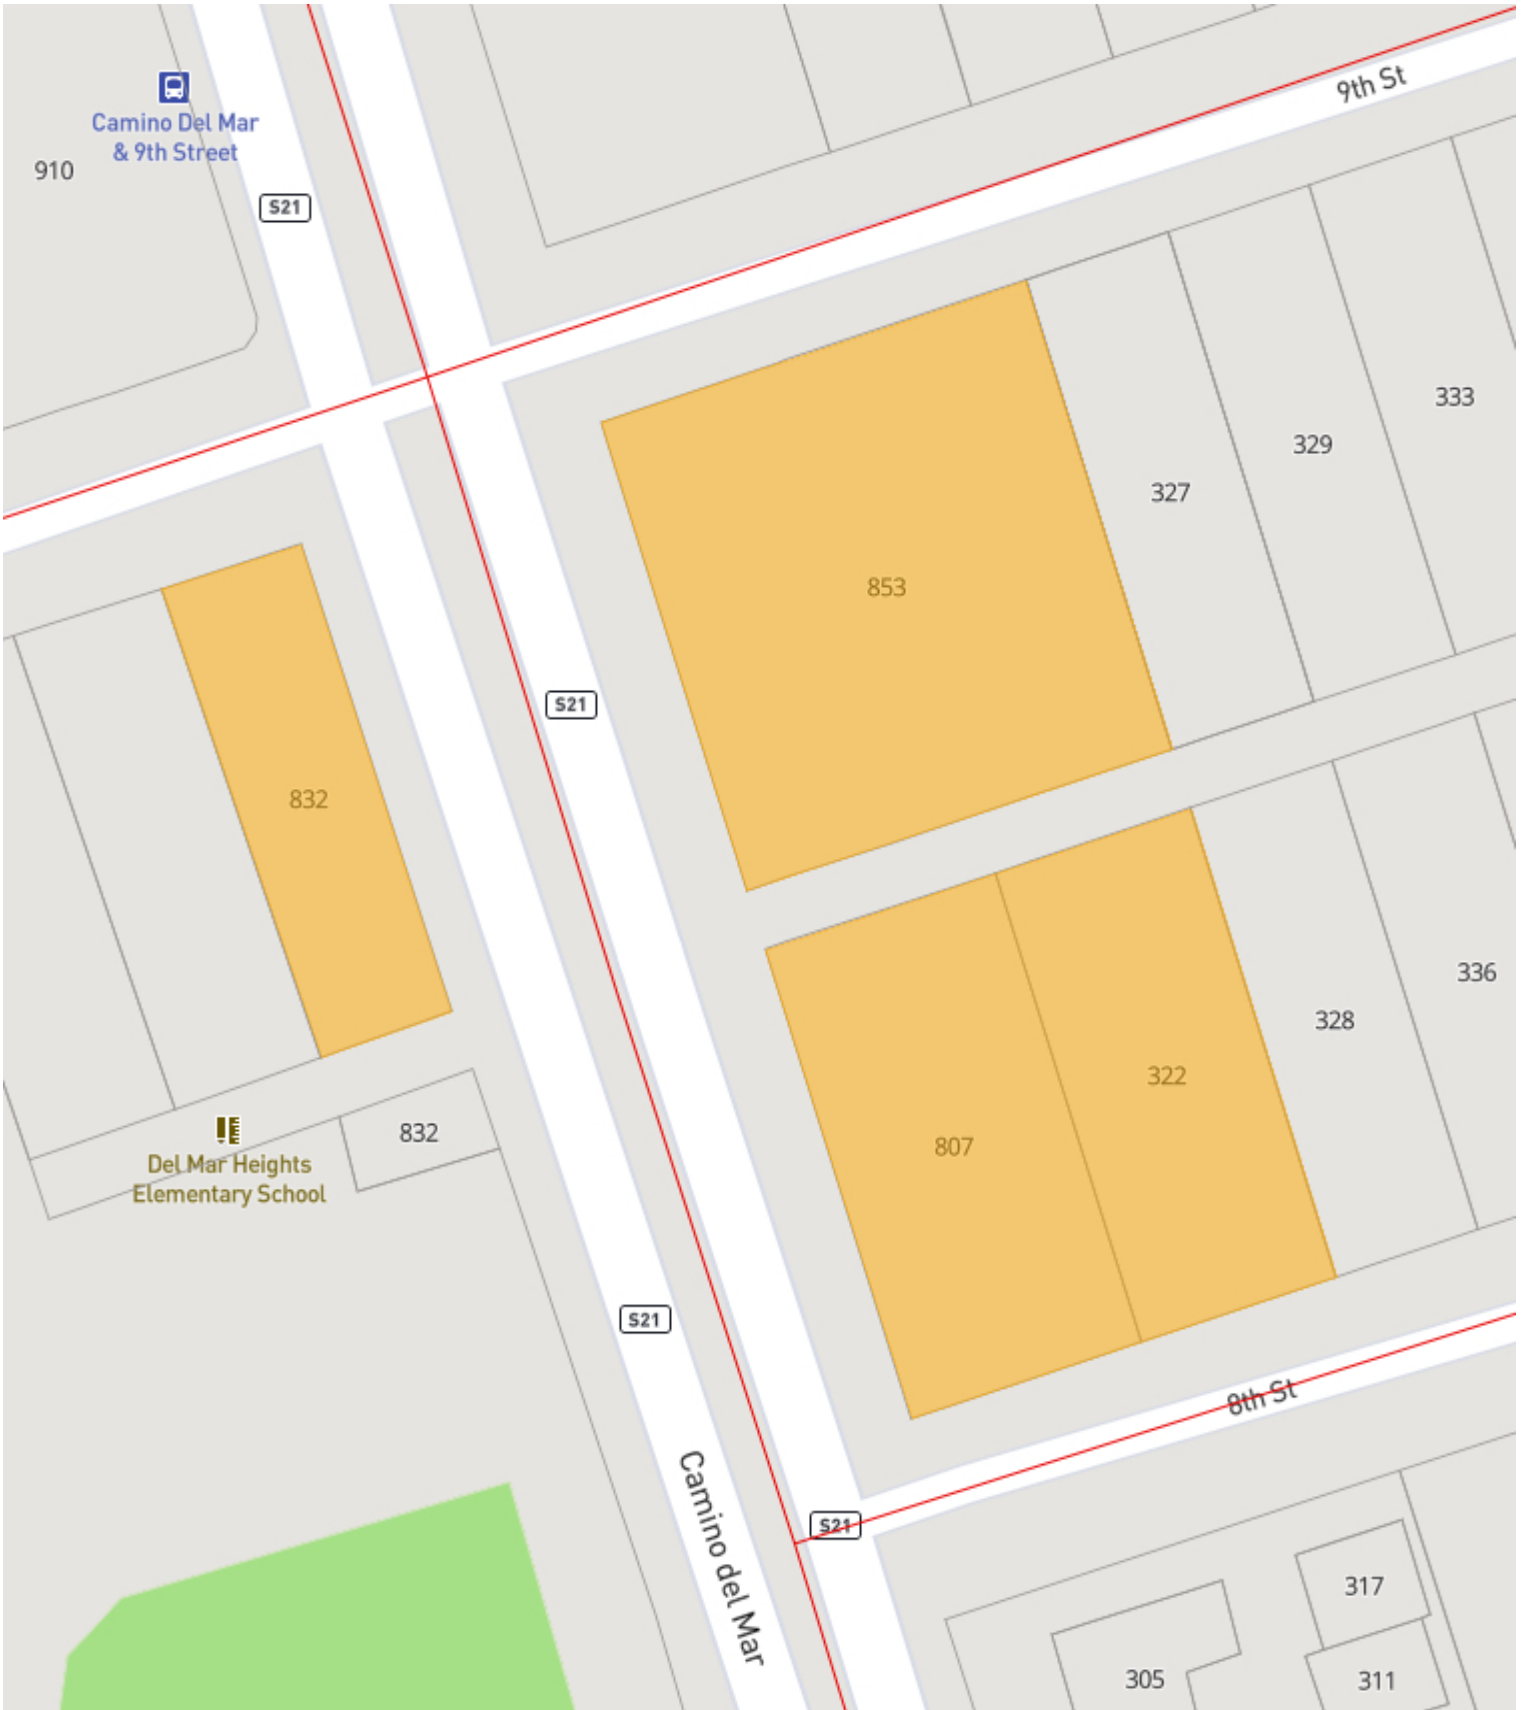 9th St
Camino Del Mar
& 9th Street
910
S21
333
329
327
853
S21
832
336
328
322
832
807
Del Mar Heights
Elementary School
S21
8th St
Camino del Mar
S21
317
305
311